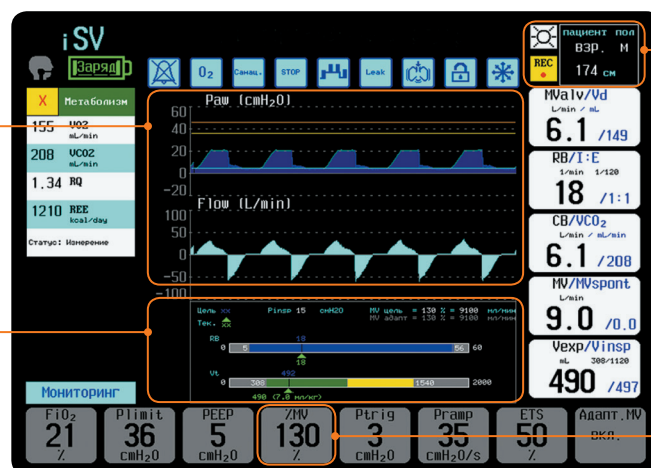 iSV
Заряд
O₂
Санац.
STOP
Leak
REC
пациент пол
ВЗР. М
174 см
X Метаболизм
155 VO2
mL/min
208 VCO2
mL/min
1.34 RQ
1210 REE
kcal/day
Статус: Измерение
Мониторинг
Paw (cmH₂O)
60
40
20
0
-20
Flow (L/min)
100
50
0
-50
-100
Цель xx Pinsp 15 cmH2O MV цель = 130 % = 9100 мл/мин
Тек. xx MV адапт = 130 % = 9100 мл/мин
RB 18
0 5 56 60
18
Vt 492
0 308 1540 2000
490 (7.0 мл/кг)
MValv/Vd
L/min / mL
6.1 /149
RB/I:E
1/min 1/120
18 /1:1
CB/VCO₂
L/min / mL/min
6.1 /208
MV/MVspont
L/min
9.0 /0.0
Vexp/Vinsp
mL 308/1120
490 /497
FiO₂
21
%
Plimit
36
cmH₂O
PEEP
5
cmH₂O
%MV
130
%
Ptrig
3
cmH₂O
Pramp
35
cmH₂O/s
ETS
50
%
Адапт.MV
ВКЛ.